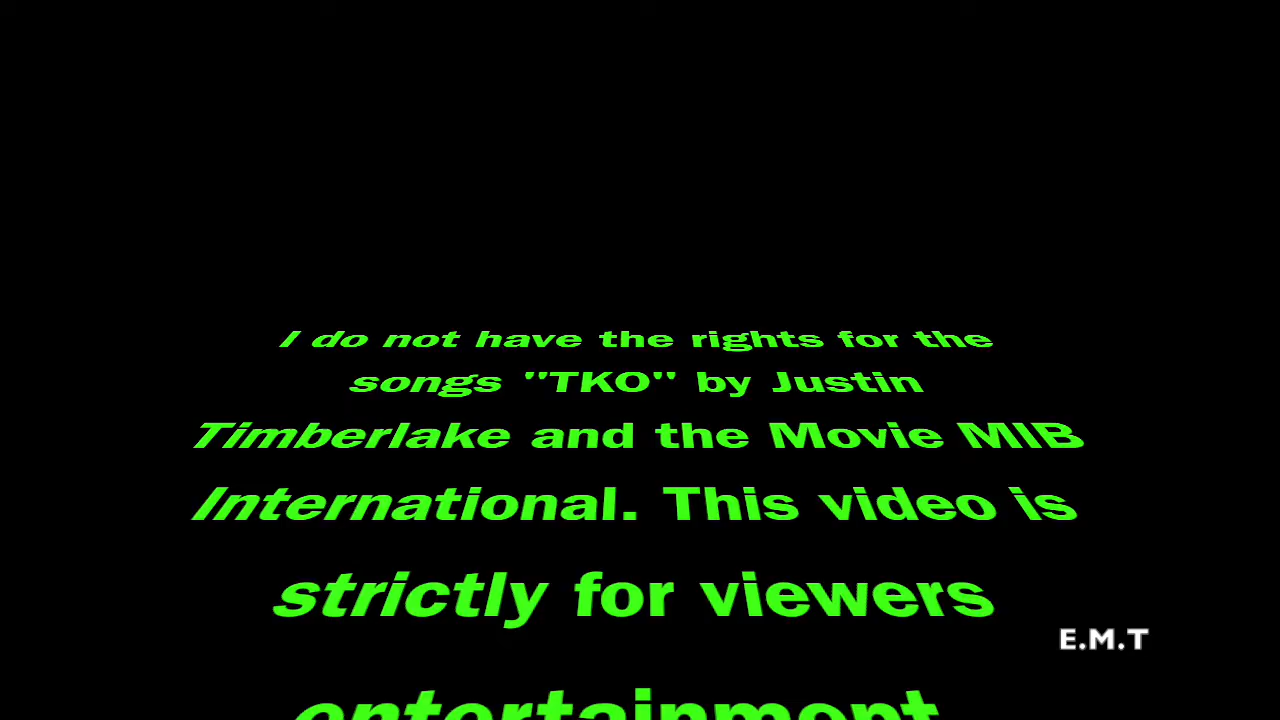 I do not have the rights for the
songs "TKO" by Justin
Timberlake and the Movie MIB
International. This video is
strictly for viewers
E.M.T
entertainment